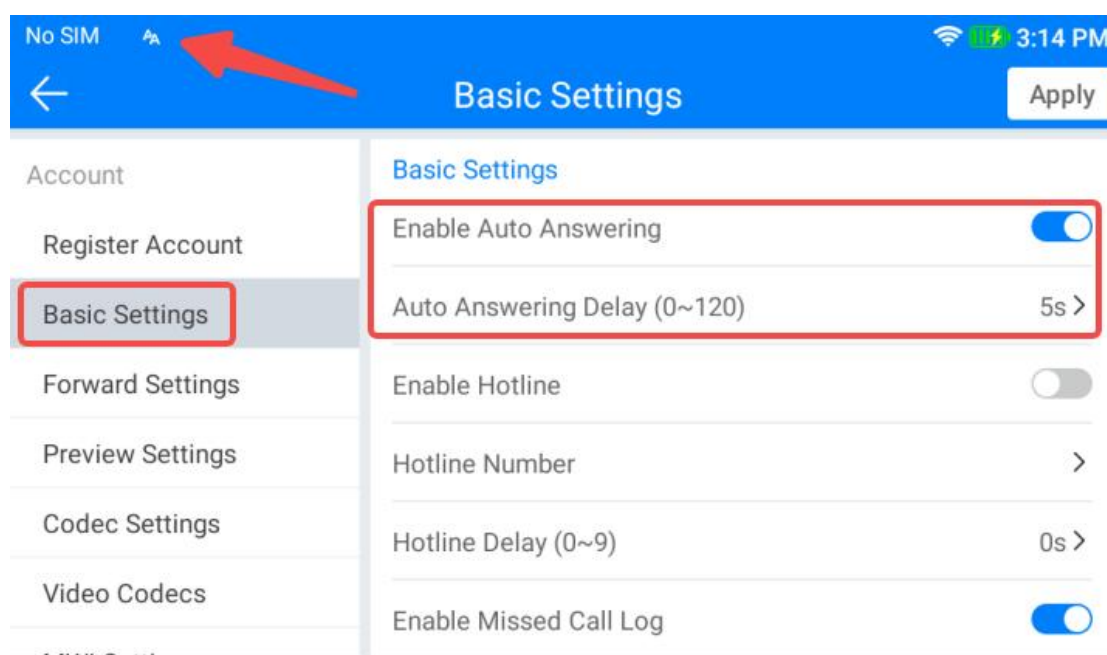 No SIM AA 3:14 PM
Basic Settings Apply
Account
Register Account
Basic Settings
Forward Settings
Preview Settings
Codec Settings
Video Codecs
Basic Settings
Enable Auto Answering
Auto Answering Delay (0~120) 5s
Enable Hotline
Hotline Number
Hotline Delay (0~9) 0s
Enable Missed Call Log